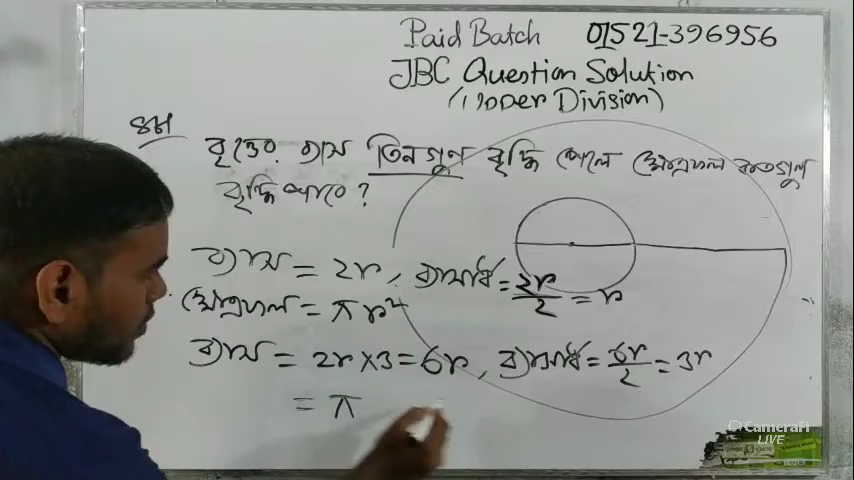 Paid Batch 01521-396956
JBC Question Solution
(Upper Division)
বৃত্তের ব্যাস তিনগুণ বৃদ্ধি পেলে ক্ষেত্রফল কতগুণ
বৃদ্ধি পাবে?
ব্যাস = 2r, ব্যাসার্ধ = 2r/2 = r
ক্ষেত্রফল = πr²
ব্যাস = 2r×3 = 6r, ব্যাসার্ধ = 6r/2 = 3r
= π
CameraFi
LIVE